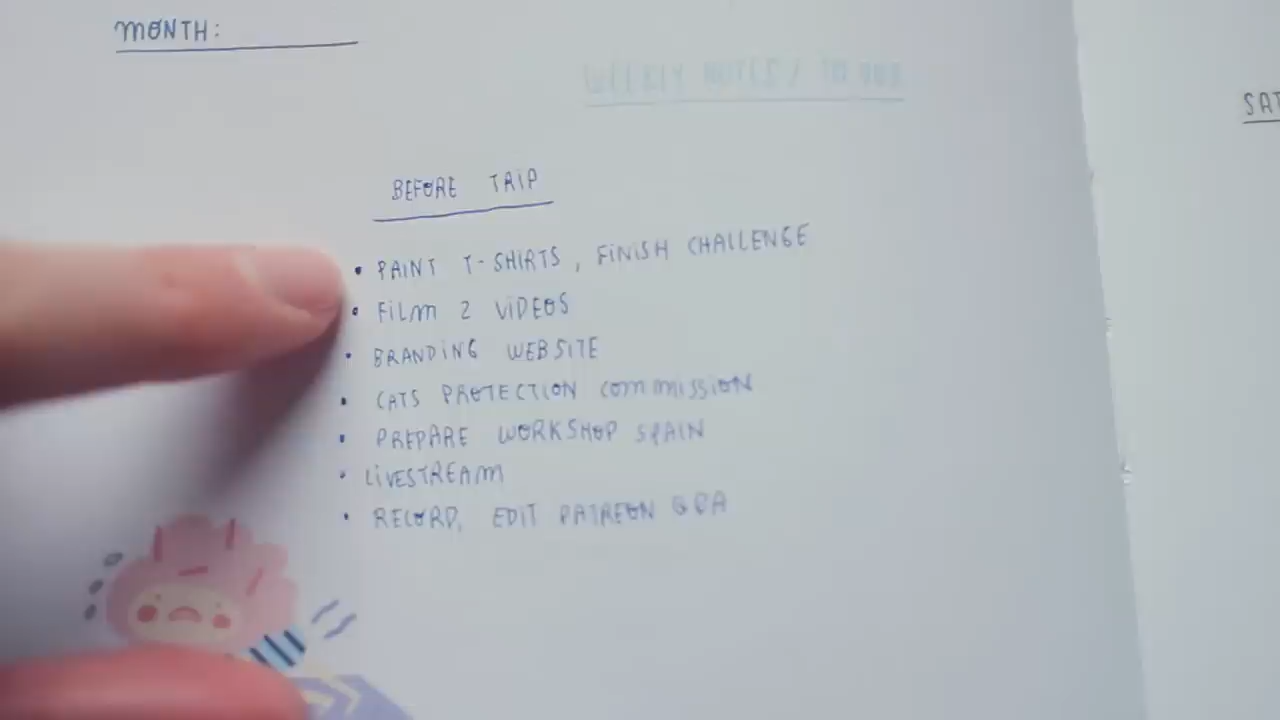 MONTH:
BEFORE TRIP
• PAINT T-SHIRTS, FINISH CHALLENGE
• FILM 2 VIDEOS
• BRANDING WEBSITE
• CATS PROTECTION COMMISSION
• PREPARE WORKSHOP SPAIN
• LIVESTREAM
• RECORD, EDIT PATREON Q&A
SAT